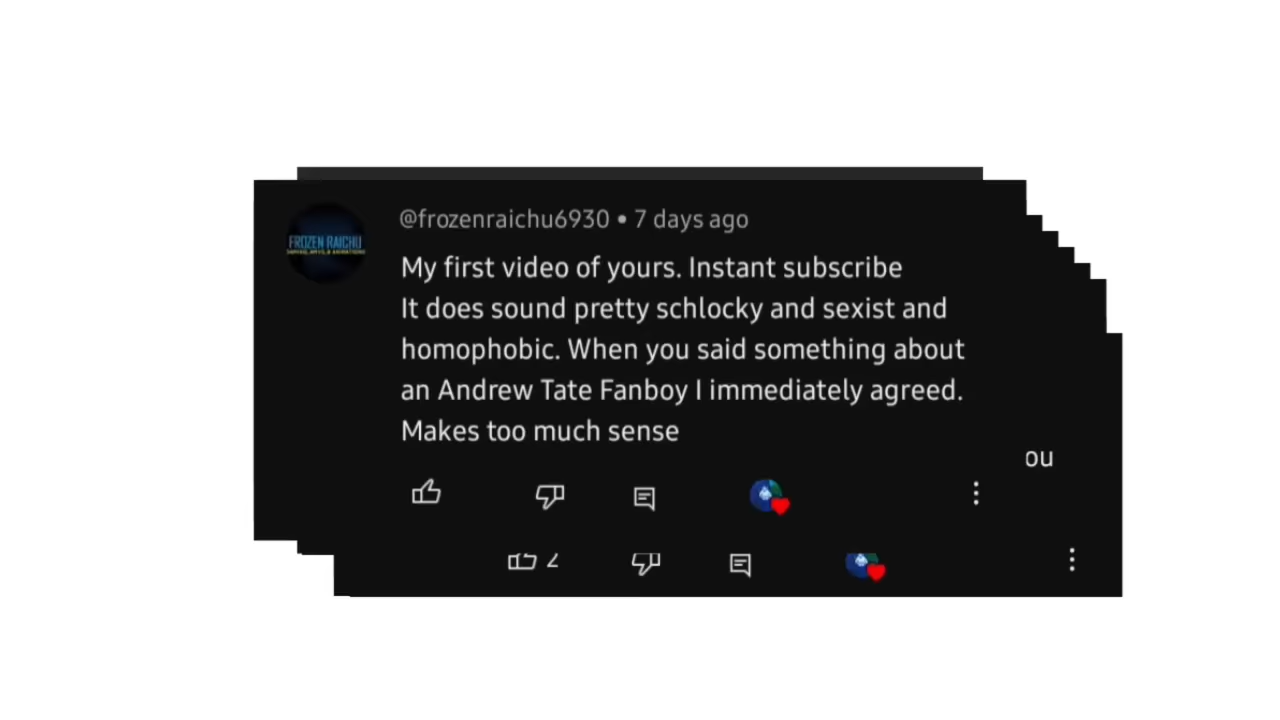 FROZEN RAICHU
@frozenraichu6930 • 7 days ago
My first video of yours. Instant subscribe
It does sound pretty schlocky and sexist and
homophobic. When you said something about
an Andrew Tate Fanboy I immediately agreed.
Makes too much sense
ou
2